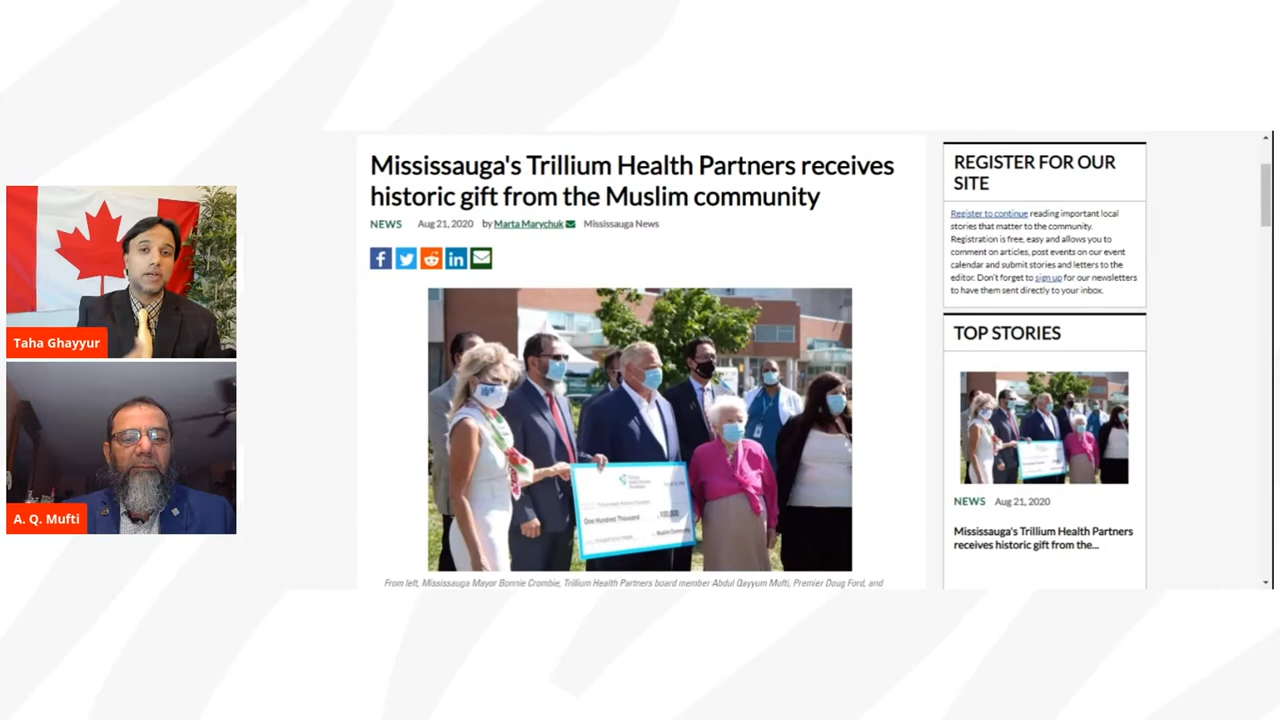 Mississauga's Trillium Health Partners receives
historic gift from the Muslim community
NEWS Aug 21, 2020 by Marta Marychuk Mississauga News
One Hundred Thousand 100,000
Muslim Community
From left, Mississauga Mayor Bonnie Crombie, Trillium Health Partners board member Abdul Qayyum Mufti, Premier Doug Ford, and
REGISTER FOR OUR
SITE
Register to continue reading important local
stories that matter to the community.
Registration is free, easy and allows you to
comment on articles, post events on our event
calendar and submit stories and letters to the
editor. Don't forget to sign up for our newsletters
to have them sent directly to your inbox.
TOP STORIES
NEWS Aug 21, 2020
Mississauga's Trillium Health Partners
receives historic gift from the...
Taha Ghayyur
A. Q. Mufti